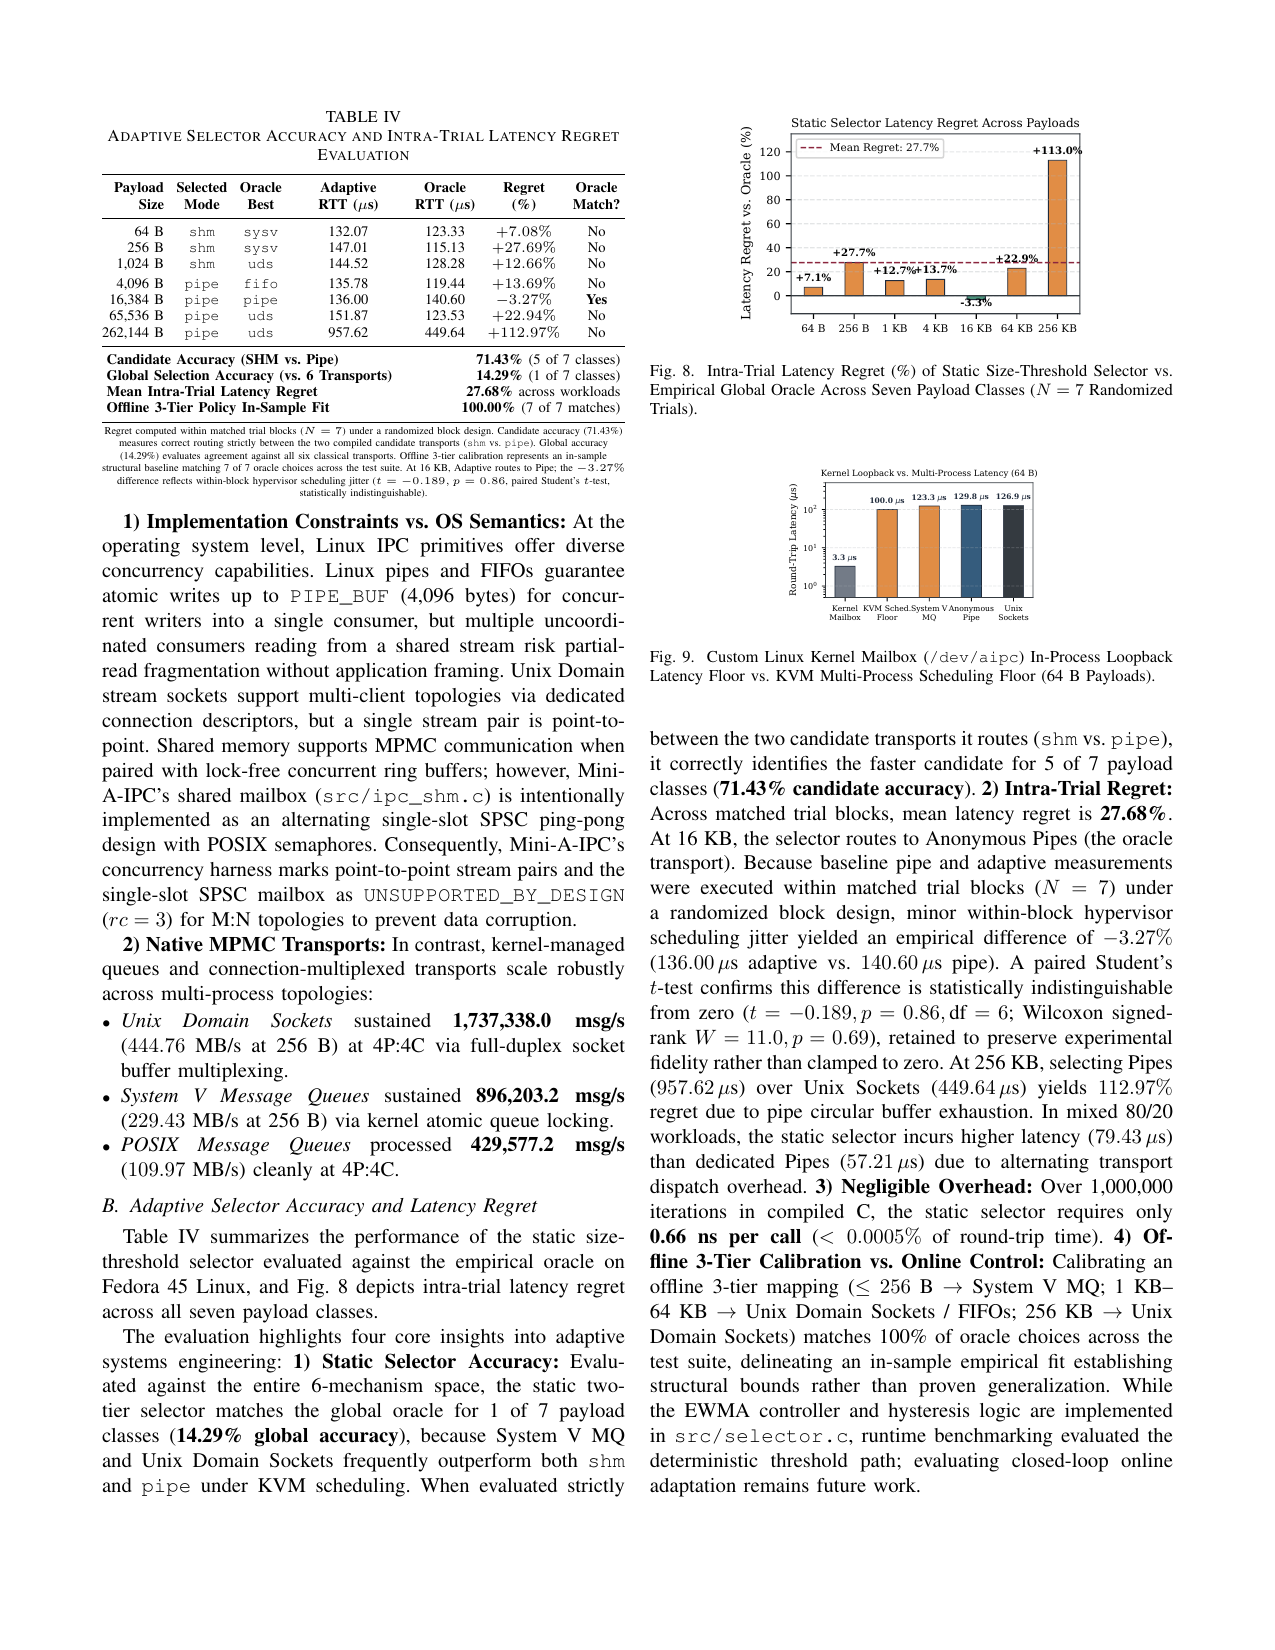 TABLE IV
ADAPTIVE SELECTOR ACCURACY AND INTRA-TRIAL LATENCY REGRET
EVALUATION
Payload Selected Oracle Adaptive Oracle Regret Oracle
Size Mode Best RTT (μs) RTT (μs) (%) Match?
64 B shm sysv 132.07 123.33 +7.08% No
256 B shm sysv 147.01 115.13 +27.69% No
1,024 B shm uds 144.52 128.28 +12.66% No
4,096 B pipe fifo 135.78 119.44 +13.69% No
16,384 B pipe pipe 136.00 140.60 −3.27% Yes
65,536 B pipe uds 151.87 123.53 +22.94% No
262,144 B pipe uds 957.62 449.64 +112.97% No
Candidate Accuracy (SHM vs. Pipe) 71.43% (5 of 7 classes)
Global Selection Accuracy (vs. 6 Transports) 14.29% (1 of 7 classes)
Mean Intra-Trial Latency Regret 27.68% across workloads
Offline 3-Tier Policy In-Sample Fit 100.00% (7 of 7 matches)
Regret computed within matched trial blocks (N = 7) under a randomized block design. Candidate accuracy (71.43%)
measures correct routing strictly between the two compiled candidate transports (shm vs. pipe). Global accuracy
(14.29%) evaluates agreement across all six classical transports. Offline 3-tier calibration represents an in-sample
structural baseline matching 7 of 7 oracle choices across the test suite. At 16 KB, Adaptive routes to Pipe; the −3.27%
difference reflects within-block hypervisor scheduling jitter (t = −0.189, p = 0.86, paired Student's t-test,
statistically indistinguishable).
1) Implementation Constraints vs. OS Semantics: At the
operating system level, Linux IPC primitives offer diverse
concurrency capabilities. Linux pipes and FIFOs guarantee
atomic writes up to PIPE_BUF (4,096 bytes) for concur-
rent writers into a single consumer, but multiple uncoordi-
nated consumers reading from a shared stream risk partial-
read fragmentation without application framing. Unix Domain
stream sockets support multi-client topologies via dedicated
connection descriptors, but a single stream pair is point-to-
point. Shared memory supports MPMC communication when
paired with lock-free concurrent ring buffers; however, Mini-
A-IPC's shared mailbox (src/ipc_shm.c) is intentionally
implemented as an alternating single-slot SPSC ping-pong
design with POSIX semaphores. Consequently, Mini-A-IPC's
concurrency harness marks point-to-point stream pairs and the
single-slot SPSC mailbox as UNSUPPORTED_BY_DESIGN
(rc = 3) for M:N topologies to prevent data corruption.
2) Native MPMC Transports: In contrast, kernel-managed
queues and connection-multiplexed transports scale robustly
across multi-process topologies:
• Unix Domain Sockets sustained 1,737,338.0 msg/s
(444.76 MB/s at 256 B) at 4P:4C via full-duplex socket
buffer multiplexing.
• System V Message Queues sustained 896,203.2 msg/s
(229.43 MB/s at 256 B) via kernel atomic queue locking.
• POSIX Message Queues processed 429,577.2 msg/s
(109.97 MB/s) cleanly at 4P:4C.
B. Adaptive Selector Accuracy and Latency Regret
Table IV summarizes the performance of the static size-
threshold selector evaluated against the empirical oracle on
Fedora 45 Linux, and Fig. 8 depicts intra-trial latency regret
across all seven payload classes.
The evaluation highlights four core insights into adaptive
systems engineering: 1) Static Selector Accuracy: Evalu-
ated against the entire 6-mechanism space, the static two-
tier selector matches the global oracle for 1 of 7 payload
classes (14.29% global accuracy), because System V MQ
and Unix Domain Sockets frequently outperform both shm
and pipe under KVM scheduling. When evaluated strictly
Static Selector Latency Regret Across Payloads
Latency Regret vs. Oracle (%)
Mean Regret: 27.7%
120
100
80
60
40
20
0
+7.1% +27.7% +12.7% +13.7% -3.3% +22.9% +113.0%
64 B 256 B 1 KB 4 KB 16 KB 64 KB 256 KB
Fig. 8. Intra-Trial Latency Regret (%) of Static Size-Threshold Selector vs.
Empirical Global Oracle Across Seven Payload Classes (N = 7 Randomized
Trials).
Kernel Loopback vs. Multi-Process Latency (64 B)
Round-Trip Latency (μs)
10²
10¹
10⁰
3.3 μs 100.0 μs 123.3 μs 129.8 μs 126.9 μs
Kernel KVM Sched. System V Anonymous Unix
Mailbox Floor MQ Pipe Sockets
Fig. 9. Custom Linux Kernel Mailbox (/dev/aipc) In-Process Loopback
Latency Floor vs. KVM Multi-Process Scheduling Floor (64 B Payloads).
between the two candidate transports it routes (shm vs. pipe),
it correctly identifies the faster candidate for 5 of 7 payload
classes (71.43% candidate accuracy). 2) Intra-Trial Regret:
Across matched trial blocks, mean latency regret is 27.68%.
At 16 KB, the selector routes to Anonymous Pipes (the oracle
transport). Because baseline pipe and adaptive measurements
were executed within matched trial blocks (N = 7) under
a randomized block design, minor within-block hypervisor
scheduling jitter yielded an empirical difference of −3.27%
(136.00 μs adaptive vs. 140.60 μs pipe). A paired Student's
t-test confirms this difference is statistically indistinguishable
from zero (t = −0.189, p = 0.86, df = 6; Wilcoxon signed-
rank W = 11.0, p = 0.69), retained to preserve experimental
fidelity rather than clamped to zero. At 256 KB, selecting Pipes
(957.62 μs) over Unix Sockets (449.64 μs) yields 112.97%
regret due to pipe circular buffer exhaustion. In mixed 80/20
workloads, the static selector incurs higher latency (79.43 μs)
than dedicated Pipes (57.21 μs) due to alternating transport
dispatch overhead. 3) Negligible Overhead: Over 1,000,000
iterations in compiled C, the static selector requires only
0.66 ns per call (< 0.0005% of round-trip time). 4) Of-
fline 3-Tier Calibration vs. Online Control: Calibrating an
offline 3-tier mapping (≤ 256 B → System V MQ; 1 KB–
64 KB → Unix Domain Sockets / FIFOs; 256 KB → Unix
Domain Sockets) matches 100% of oracle choices across the
test suite, delineating an in-sample empirical fit establishing
structural bounds rather than proven generalization. While
the EWMA controller and hysteresis logic are implemented
in src/selector.c, runtime benchmarking evaluated the
deterministic threshold path; evaluating closed-loop online
adaptation remains future work.